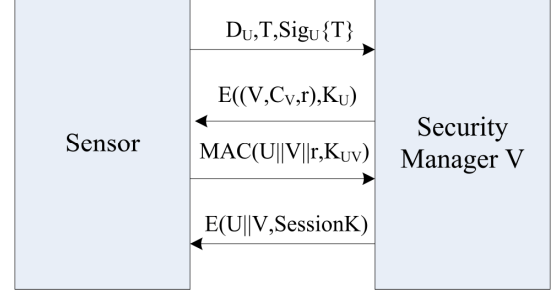 D_U,T,Sig_U{T}
E((V,C_V,r),K_U)
Sensor
MAC(U||V||r,K_UV)
E(U||V,SessionK)
Security
Manager V